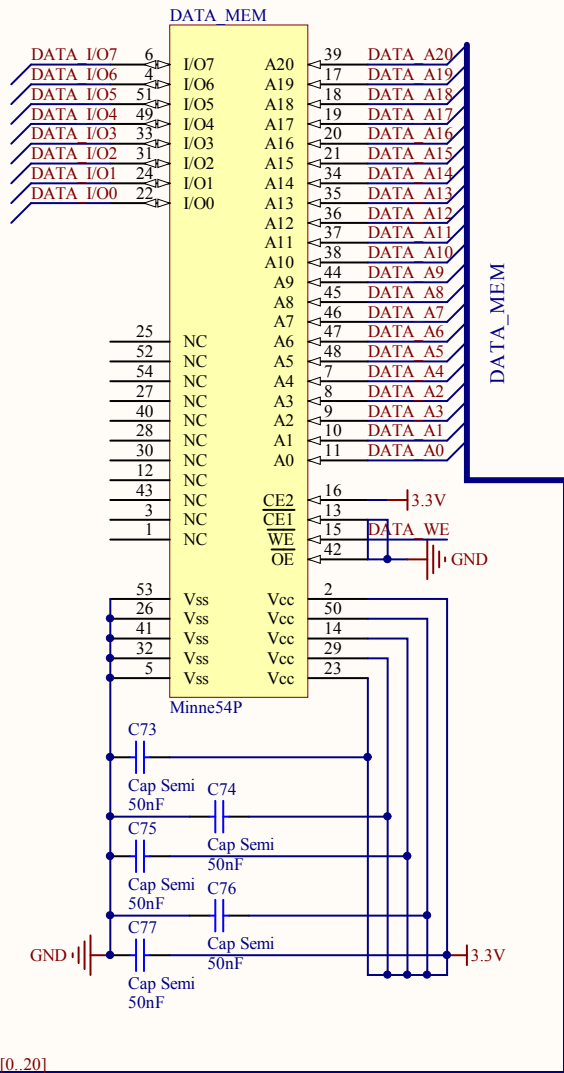 DATA_MEM
DATA_I/O7 6 I/O7 A20 39 DATA_A20
DATA_I/O6 4 I/O6 A19 17 DATA_A19
DATA_I/O5 51 I/O5 A18 18 DATA_A18
DATA_I/O4 49 I/O4 A17 19 DATA_A17
DATA_I/O3 33 I/O3 A16 20 DATA_A16
DATA_I/O2 31 I/O2 A15 21 DATA_A15
DATA_I/O1 24 I/O1 A14 34 DATA_A14
DATA_I/O0 22 I/O0 A13 35 DATA_A13
A12 36 DATA_A12
A11 37 DATA_A11
A10 38 DATA_A10
A9 44 DATA_A9
A8 45 DATA_A8
A7 46 DATA_A7
25 NC A6 47 DATA_A6
52 NC A5 48 DATA_A5
54 NC A4 7 DATA_A4
27 NC A3 8 DATA_A2
40 NC A2 9 DATA_A3
28 NC A1 10 DATA_A1
30 NC A0 11 DATA_A0
DATA_MEM
12 NC
43 NC CE2 16 3.3V
3 NC CE1 13
1 NC WE 15 DATA_WE
OE 42 GND
53 Vss Vcc 2
26 Vss Vcc 50
41 Vss Vcc 14
32 Vss Vcc 29
5 Vss Vcc 23
Minne54P
C73
Cap Semi
50nF
C74
Cap Semi
50nF
C75
Cap Semi
50nF
C76
Cap Semi
50nF
C77
Cap Semi
50nF
GND
3.3V
[0..20]